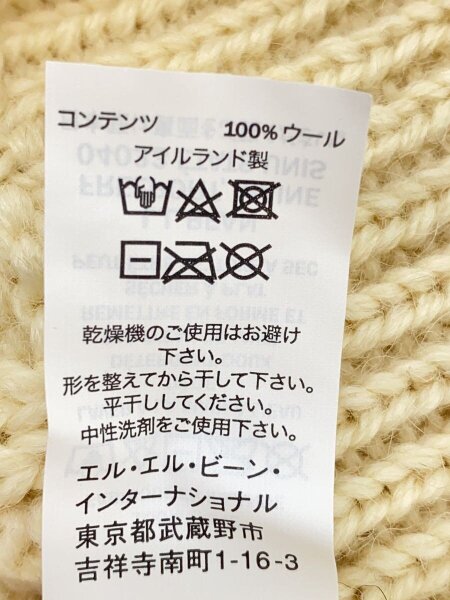 コンテンツ 100% ウール
アイルランド製
乾燥機のご使用はお避け
下さい。
形を整えてから干して下さい。
平干ししてください。
中性洗剤をご使用下さい。
エル・エル・ビーン・
インターナショナル
東京都武蔵野市
吉祥寺南町1-16-3